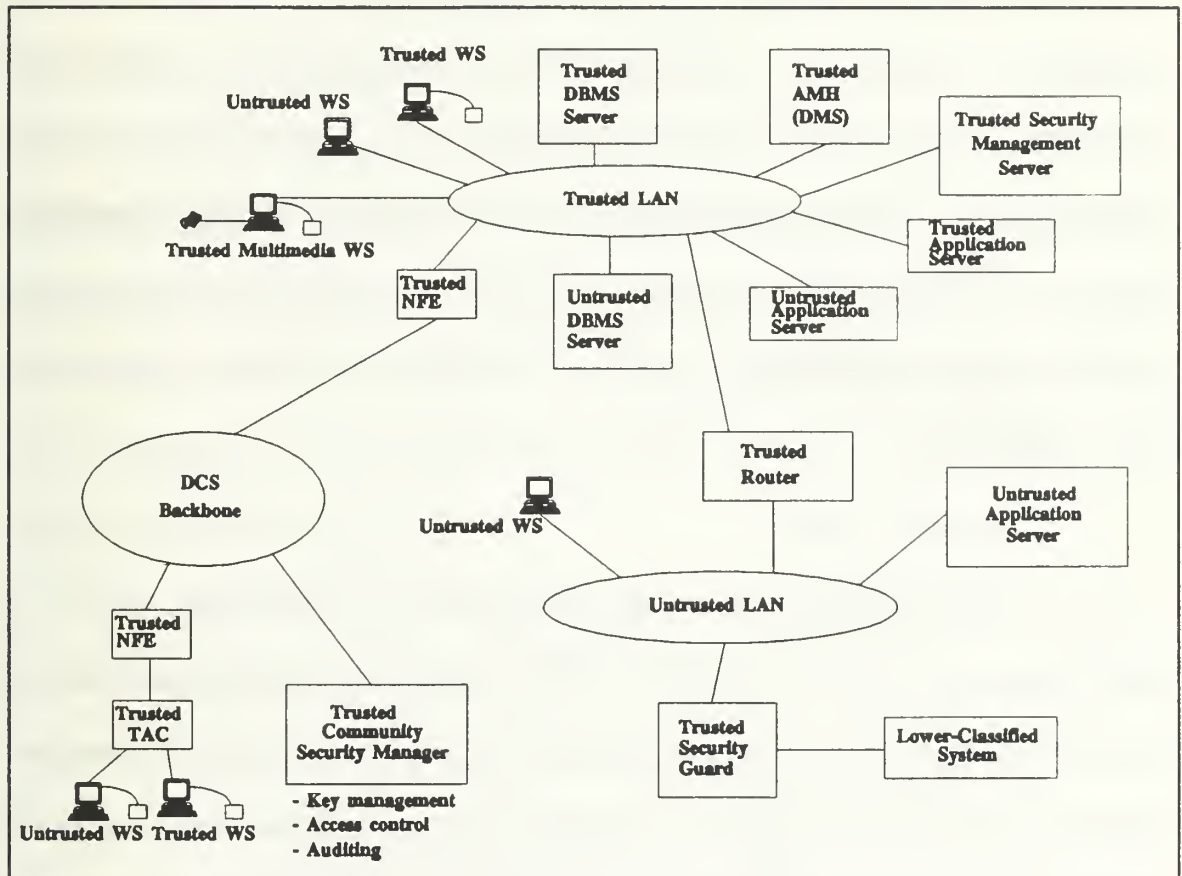 Trusted WS
Untrusted WS
Trusted
DBMS
Server
Trusted
AMH
(DMS)
Trusted Security
Management
Server
Trusted LAN
Trusted Multimedia WS
Trusted
Application
Server
Trusted
NFE
Untrusted
DBMS
Server
Untrusted
Application
Server
DCS
Backbone
Trusted
Router
Untrusted WS
Untrusted
Application
Server
Untrusted LAN
Trusted
NFE
Trusted
TAC
Trusted
Community
Security Manager
Trusted
Security
Guard
Lower-Classified
System
Untrusted WS
Trusted WS
- Key management
- Access control
- Auditing